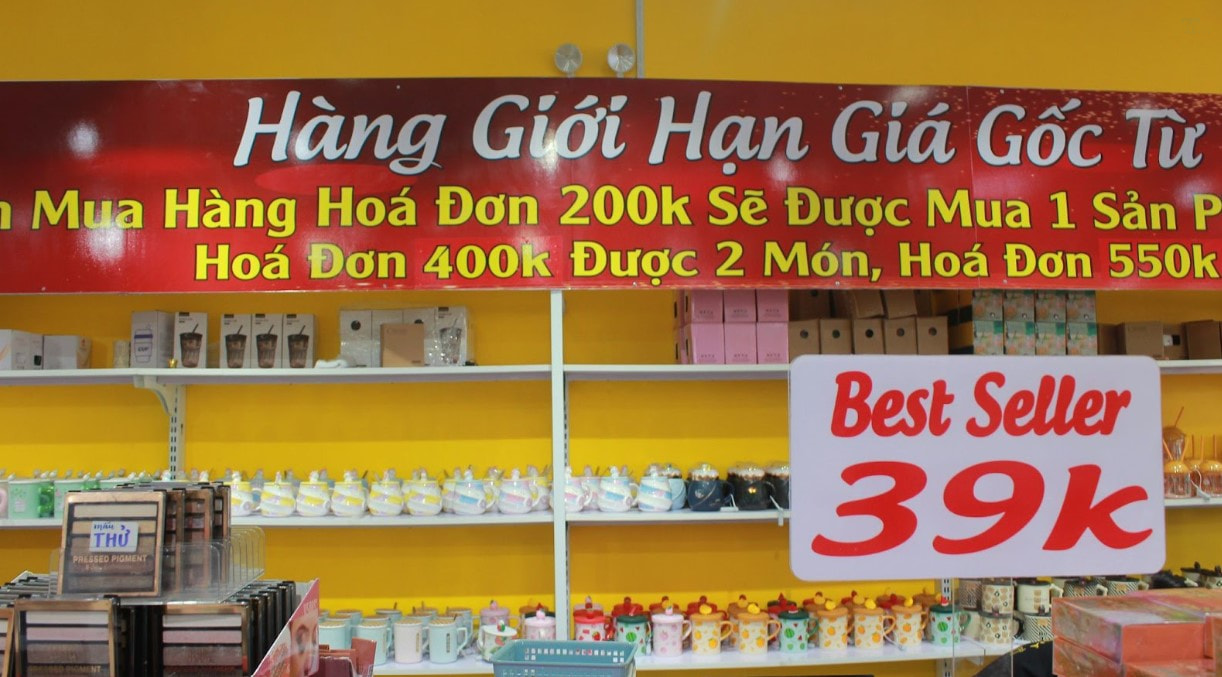 Hàng Giới Hạn Giá Gốc Từ
Mua Hàng Hoá Đơn 200k Sẽ Được Mua 1 Sản
Hoá Đơn 400k Được 2 Món, Hoá Đơn 550k
Best Seller
39k
mẫu
THỬ
PRESSED PIGMENT